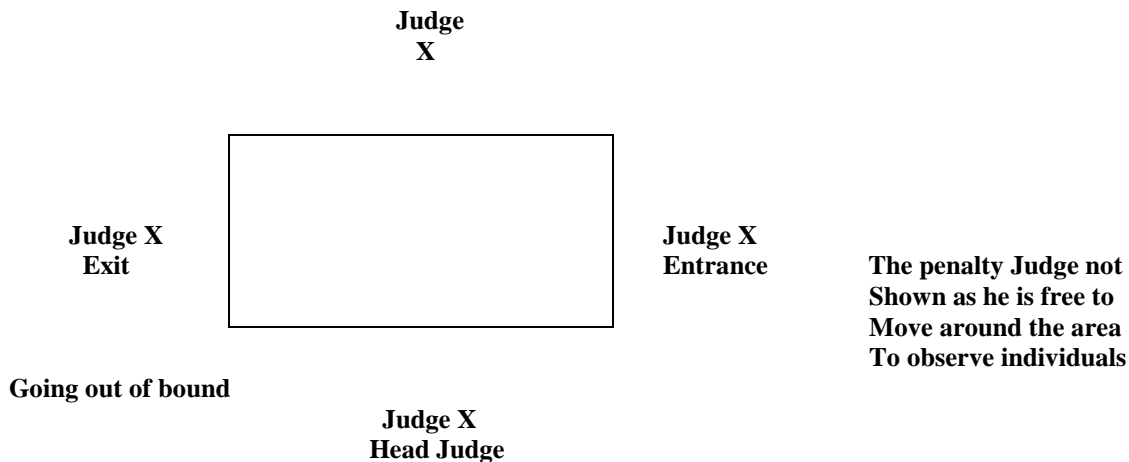 Judge
X
Judge X
Exit
Judge X
Entrance
The penalty Judge not
Shown as he is free to
Move around the area
To observe individuals
Going out of bound
Judge X
Head Judge